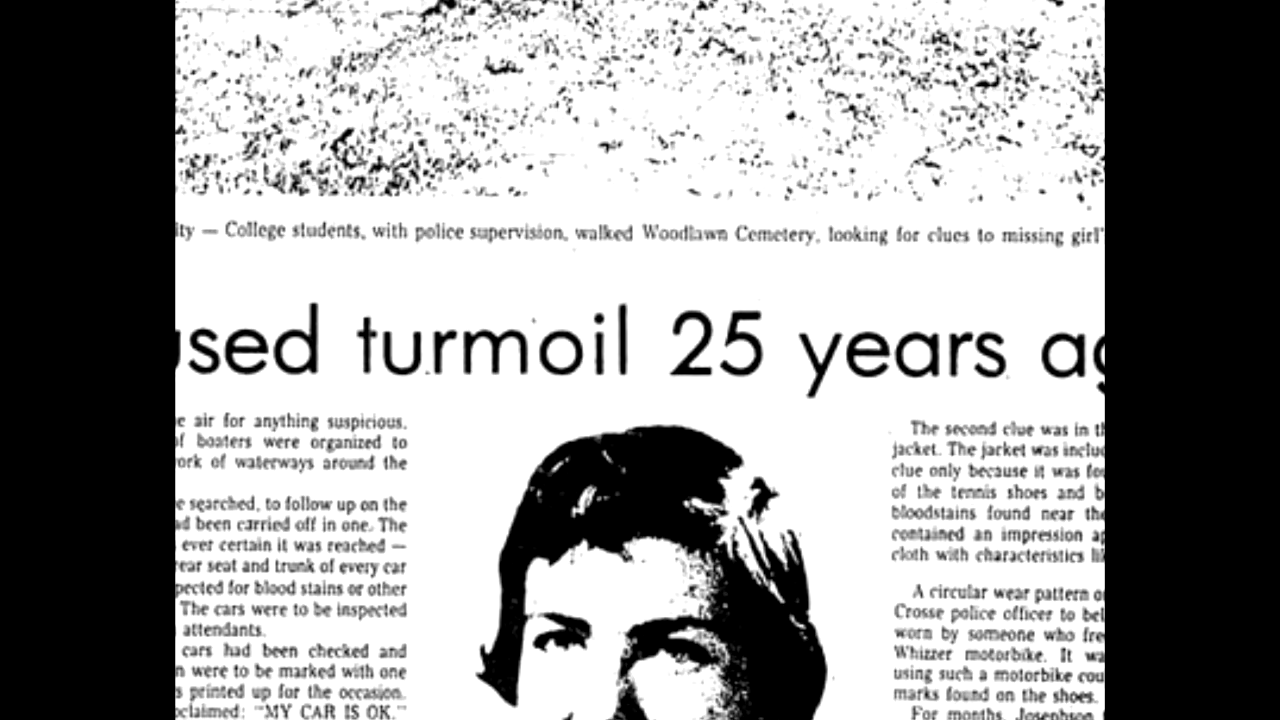 ity — College students, with police supervision, walked Woodlawn Cemetery, looking for clues to missing girl'
used turmoil 25 years ag
e air for anything suspicious.
of boaters were organized to
ork of waterways around the
e searched, to follow up on the
ad been carried off in one. The
ever certain it was reached —
rear seat and trunk of every car
pected for blood stains or other
The cars were to be inspected
attendants.
cars had been checked and
n were to be marked with one
s printed up for the occasion.
claimed: "MY CAR IS OK."
The second clue was in th
jacket. The jacket was includ
clue only because it was fo
of the tennis shoes and b
bloodstains found near the
contained an impression ap
cloth with characteristics li
A circular wear pattern o
Crosse police officer to bel
worn by someone who fre
Whizzer motorbike. It wa
using such a motorbike cou
marks found on the shoes.
For months, Josephson